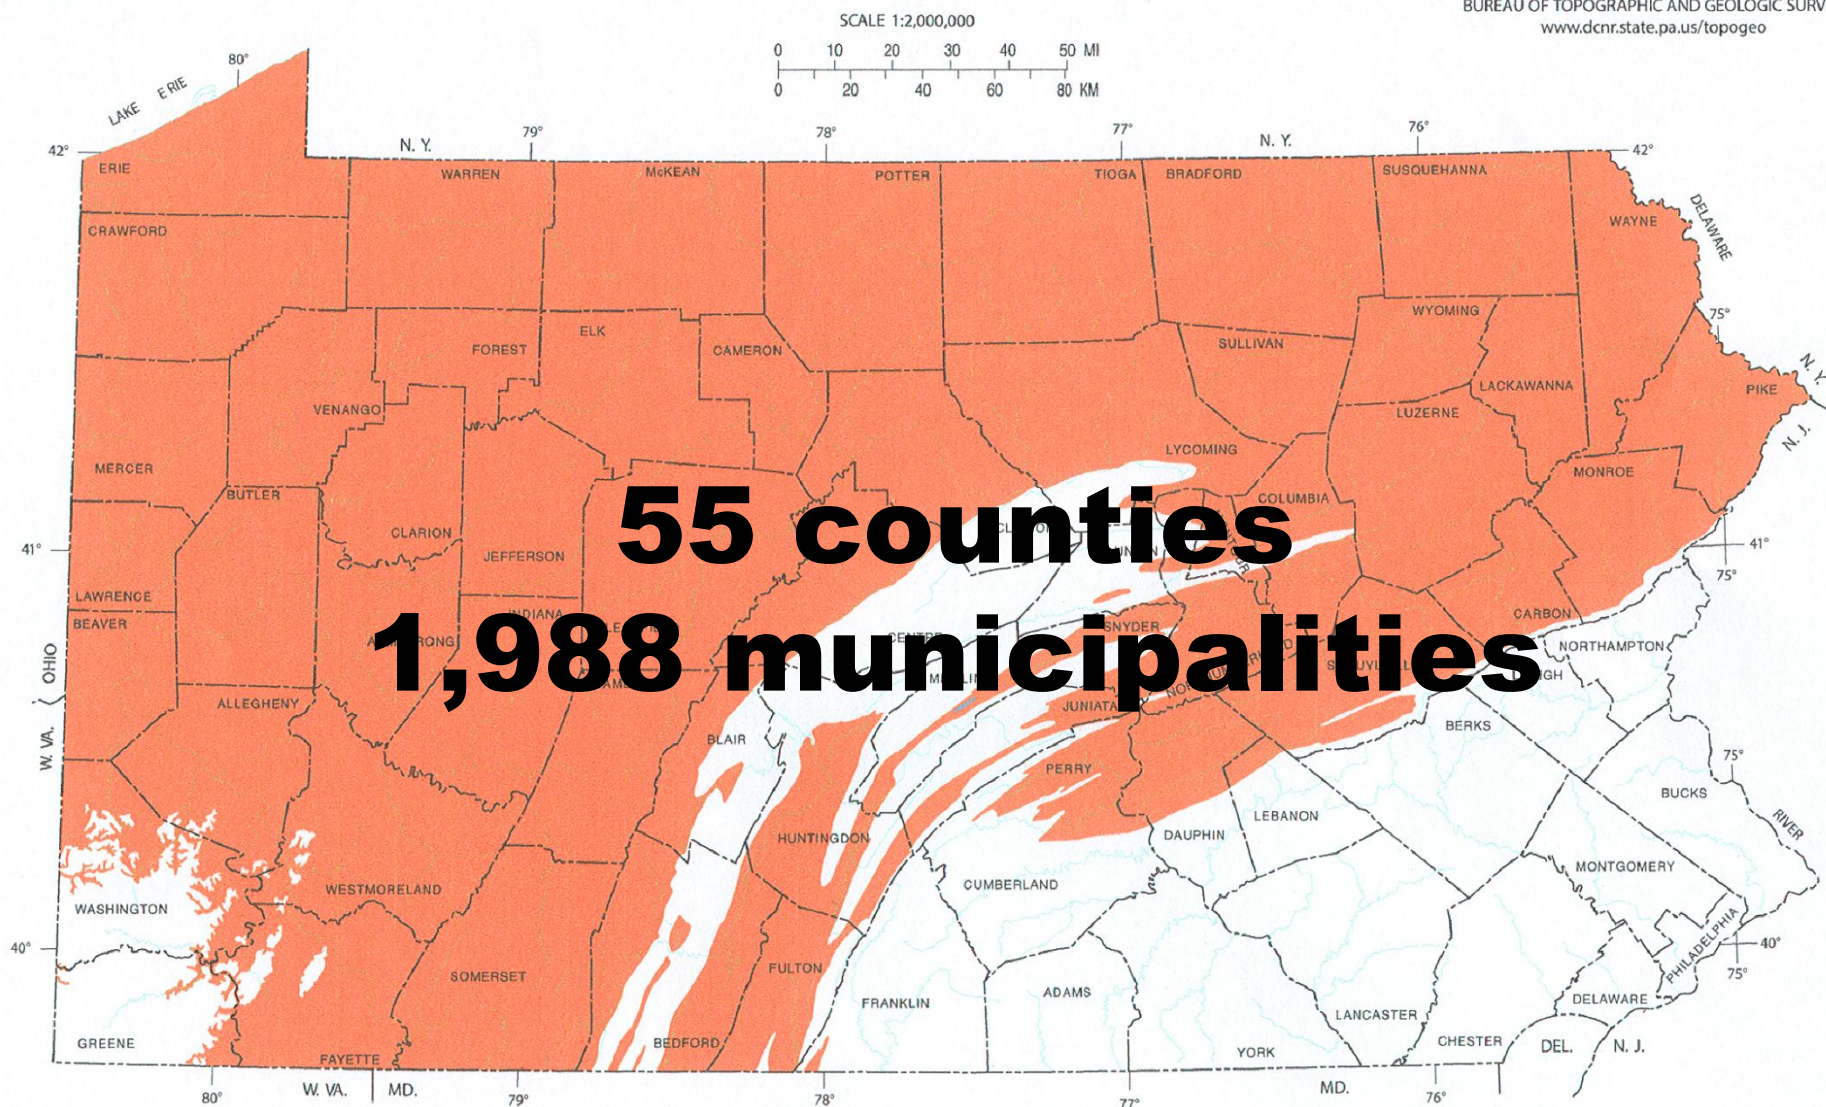 BUREAU OF TOPOGRAPHIC AND GEOLOGIC SURV
www.dcnr.state.pa.us/topogeo
SCALE 1:2,000,000
0 10 20 30 40 50 MI
0 20 40 60 80 KM
LAKE ERIE
80°
79°
78°
77°
76°
42°
N. Y.
N. Y.
42°
ERIE
WARREN
McKEAN
POTTER
TIOGA
BRADFORD
SUSQUEHANNA
WAYNE
DELAWARE
CRAWFORD
FOREST
ELK
CAMERON
SULLIVAN
WYOMING
75°
N. Y.
VENANGO
LACKAWANNA
PIKE
LUZERNE
N. J.
MERCER
LYCOMING
MONROE
BUTLER
COLUMBIA
CLARION
JEFFERSON
55 counties
41°
41°
75°
LAWRENCE
BEAVER
INDIANA
CENTRE
SNYDER
CARBON
NORTHAMPTON
1,988 municipalities
OHIO
W. VA.
ALLEGHENY
JUNIATA
BLAIR
BERKS
PERRY
75°
BUCKS
RIVER
HUNTINGDON
DAUPHIN
LEBANON
MONTGOMERY
WESTMORELAND
CUMBERLAND
WASHINGTON
PHILADELPHIA
40°
40°
75°
SOMERSET
FULTON
FRANKLIN
ADAMS
LANCASTER
DELAWARE
GREENE
FAYETTE
BEDFORD
YORK
CHESTER
DEL.
N. J.
80°
W. VA.
MD.
79°
78°
77°
MD.
76°